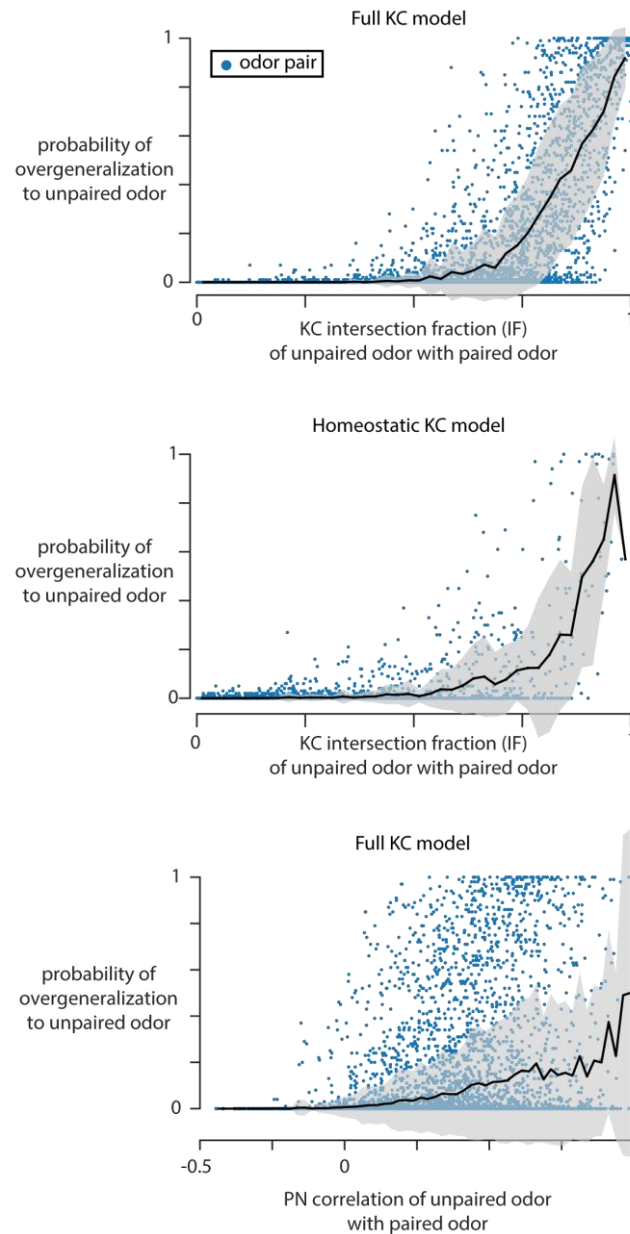 Full KC model
1
odor pair
probability of
overgeneralization
to unpaired odor
0
0
KC intersection fraction (IF)
of unpaired odor with paired odor
Homeostatic KC model
1
probability of
overgeneralization
to unpaired odor
0
0
KC intersection fraction (IF)
of unpaired odor with paired odor
Full KC model
1
probability of
overgeneralization
to unpaired odor
0
-0.5
0
PN correlation of unpaired odor
with paired odor